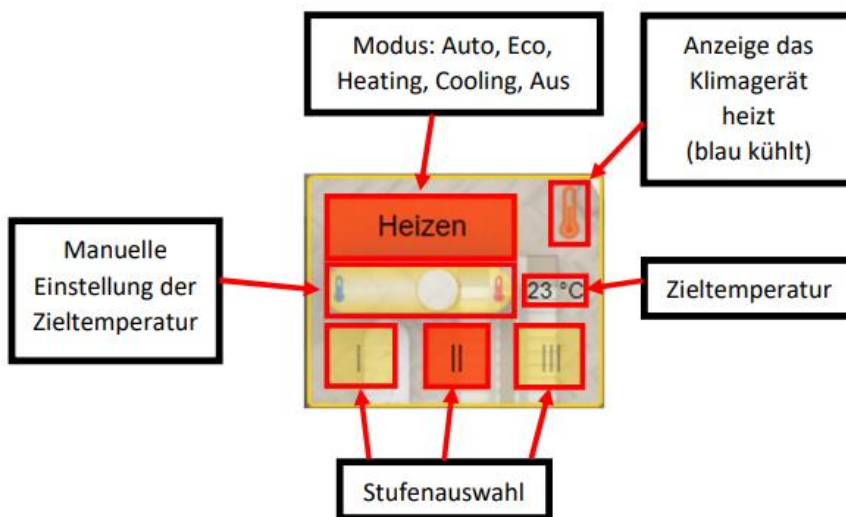 Modus: Auto, Eco,
Heating, Cooling, Aus
Anzeige das
Klimagerät
heizt
(blau kühlt)
Heizen
Manuelle
Einstellung der
Zieltemperatur
23 °C
Zieltemperatur
I
II
III
Stufenauswahl